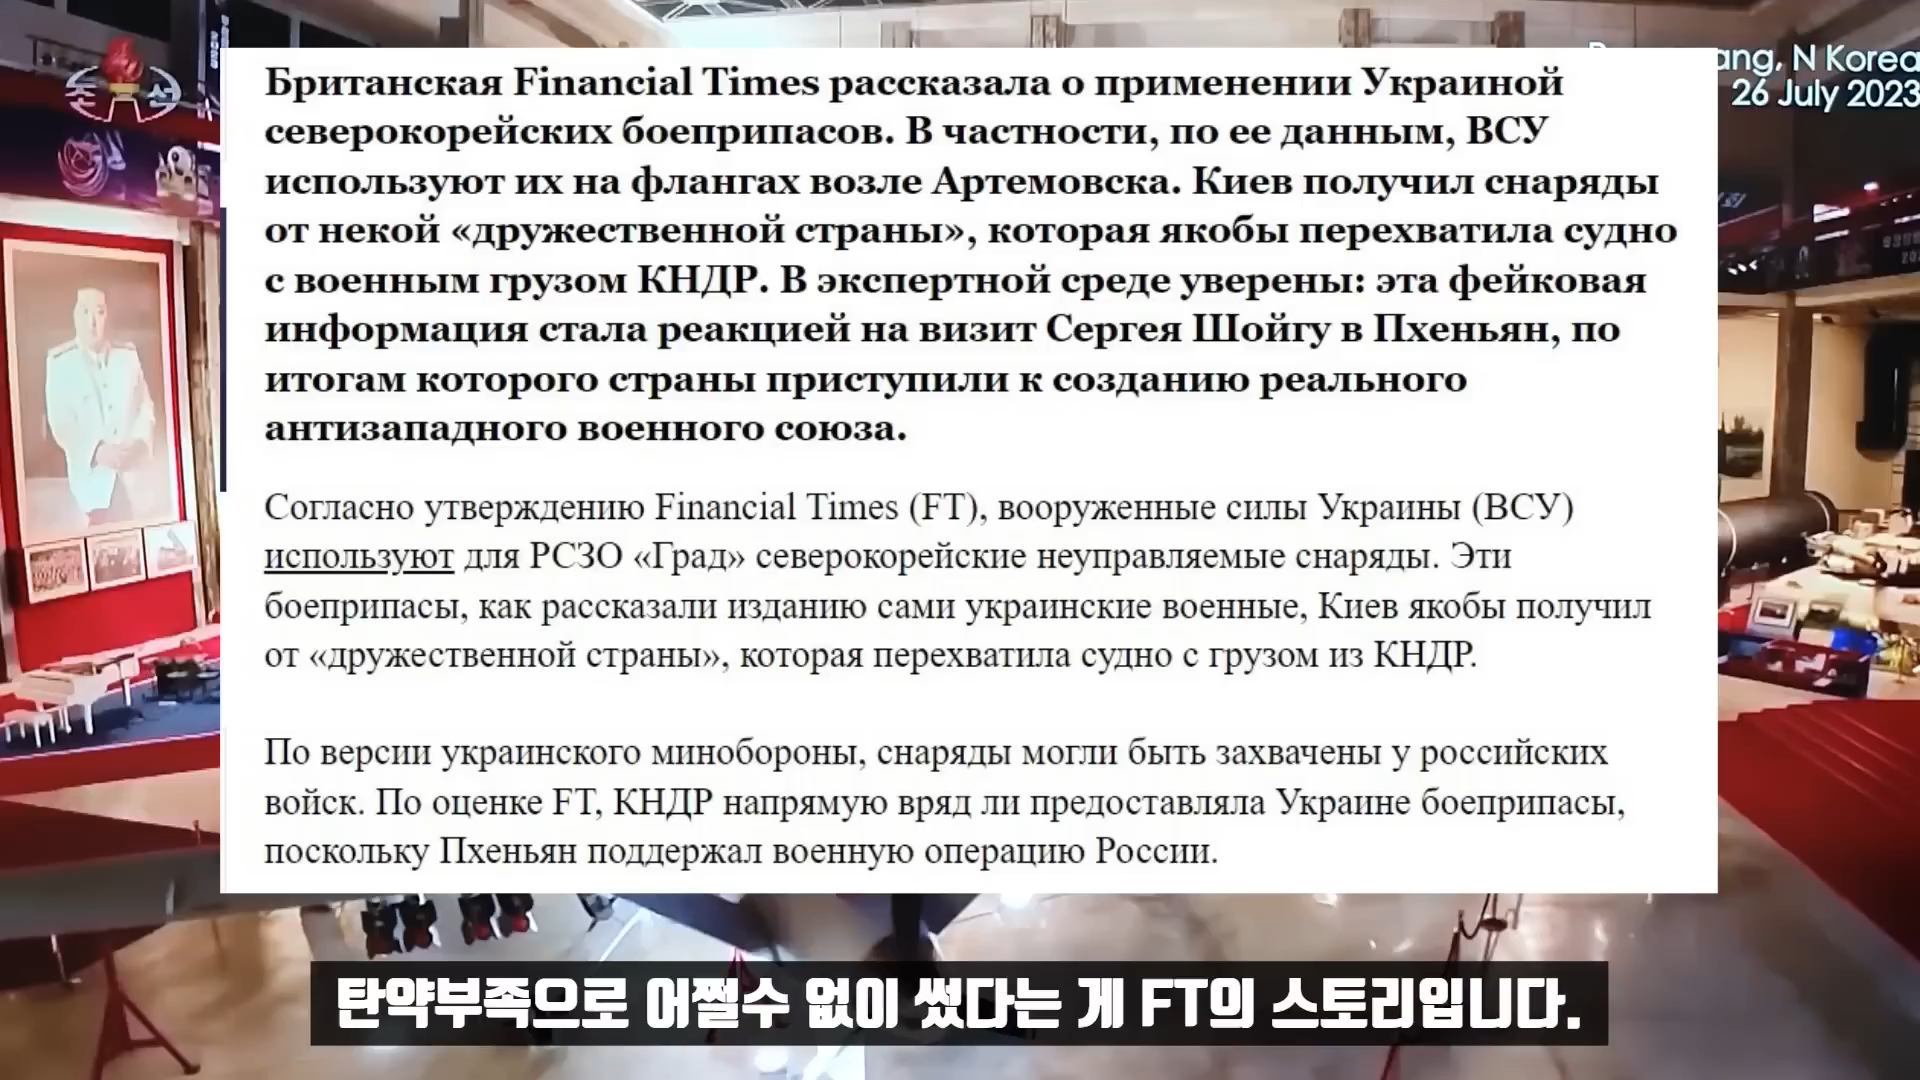 조선
ang, N Korea
26 July 2023
Британская Financial Times рассказала о применении Украиной
северокорейских боеприпасов. В частности, по ее данным, ВСУ
используют их на флангах возле Артемовска. Киев получил снаряды
от некой «дружественной страны», которая якобы перехватила судно
с военным грузом КНДР. В экспертной среде уверены: эта фейковая
информация стала реакцией на визит Сергея Шойгу в Пхеньян, по
итогам которого страны приступили к созданию реального
антизападного военного союза.
Согласно утверждению Financial Times (FT), вооруженные силы Украины (ВСУ)
используют для РСЗО «Град» северокорейские неуправляемые снаряды. Эти
боеприпасы, как рассказали изданию сами украинские военные, Киев якобы получил
от «дружественной страны», которая перехватила судно с грузом из КНДР.
По версии украинского минобороны, снаряды могли быть захвачены у российских
войск. По оценке FT, КНДР напрямую вряд ли предоставляла Украине боеприпасы,
поскольку Пхеньян поддержал военную операцию России.
탄약부족으로 어쩔수 없이 썼다는 게 FT의 스토리입니다.